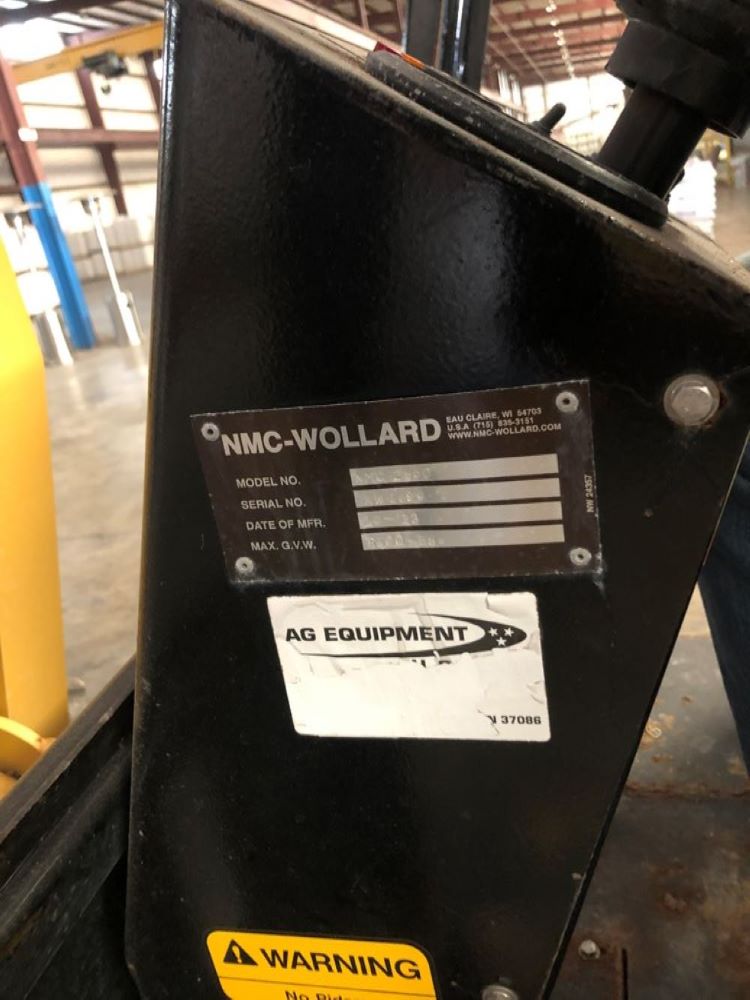 NMC-WOLLARD
EAU CLAIRE, WI 54703
U.S.A (715) 835-3151
WWW.NMC-WOLLARD.COM
MODEL NO.
SERIAL NO.
DATE OF MFR.
MAX. G.V.W.
NW 24357
AG EQUIPMENT
37086
WARNING
No